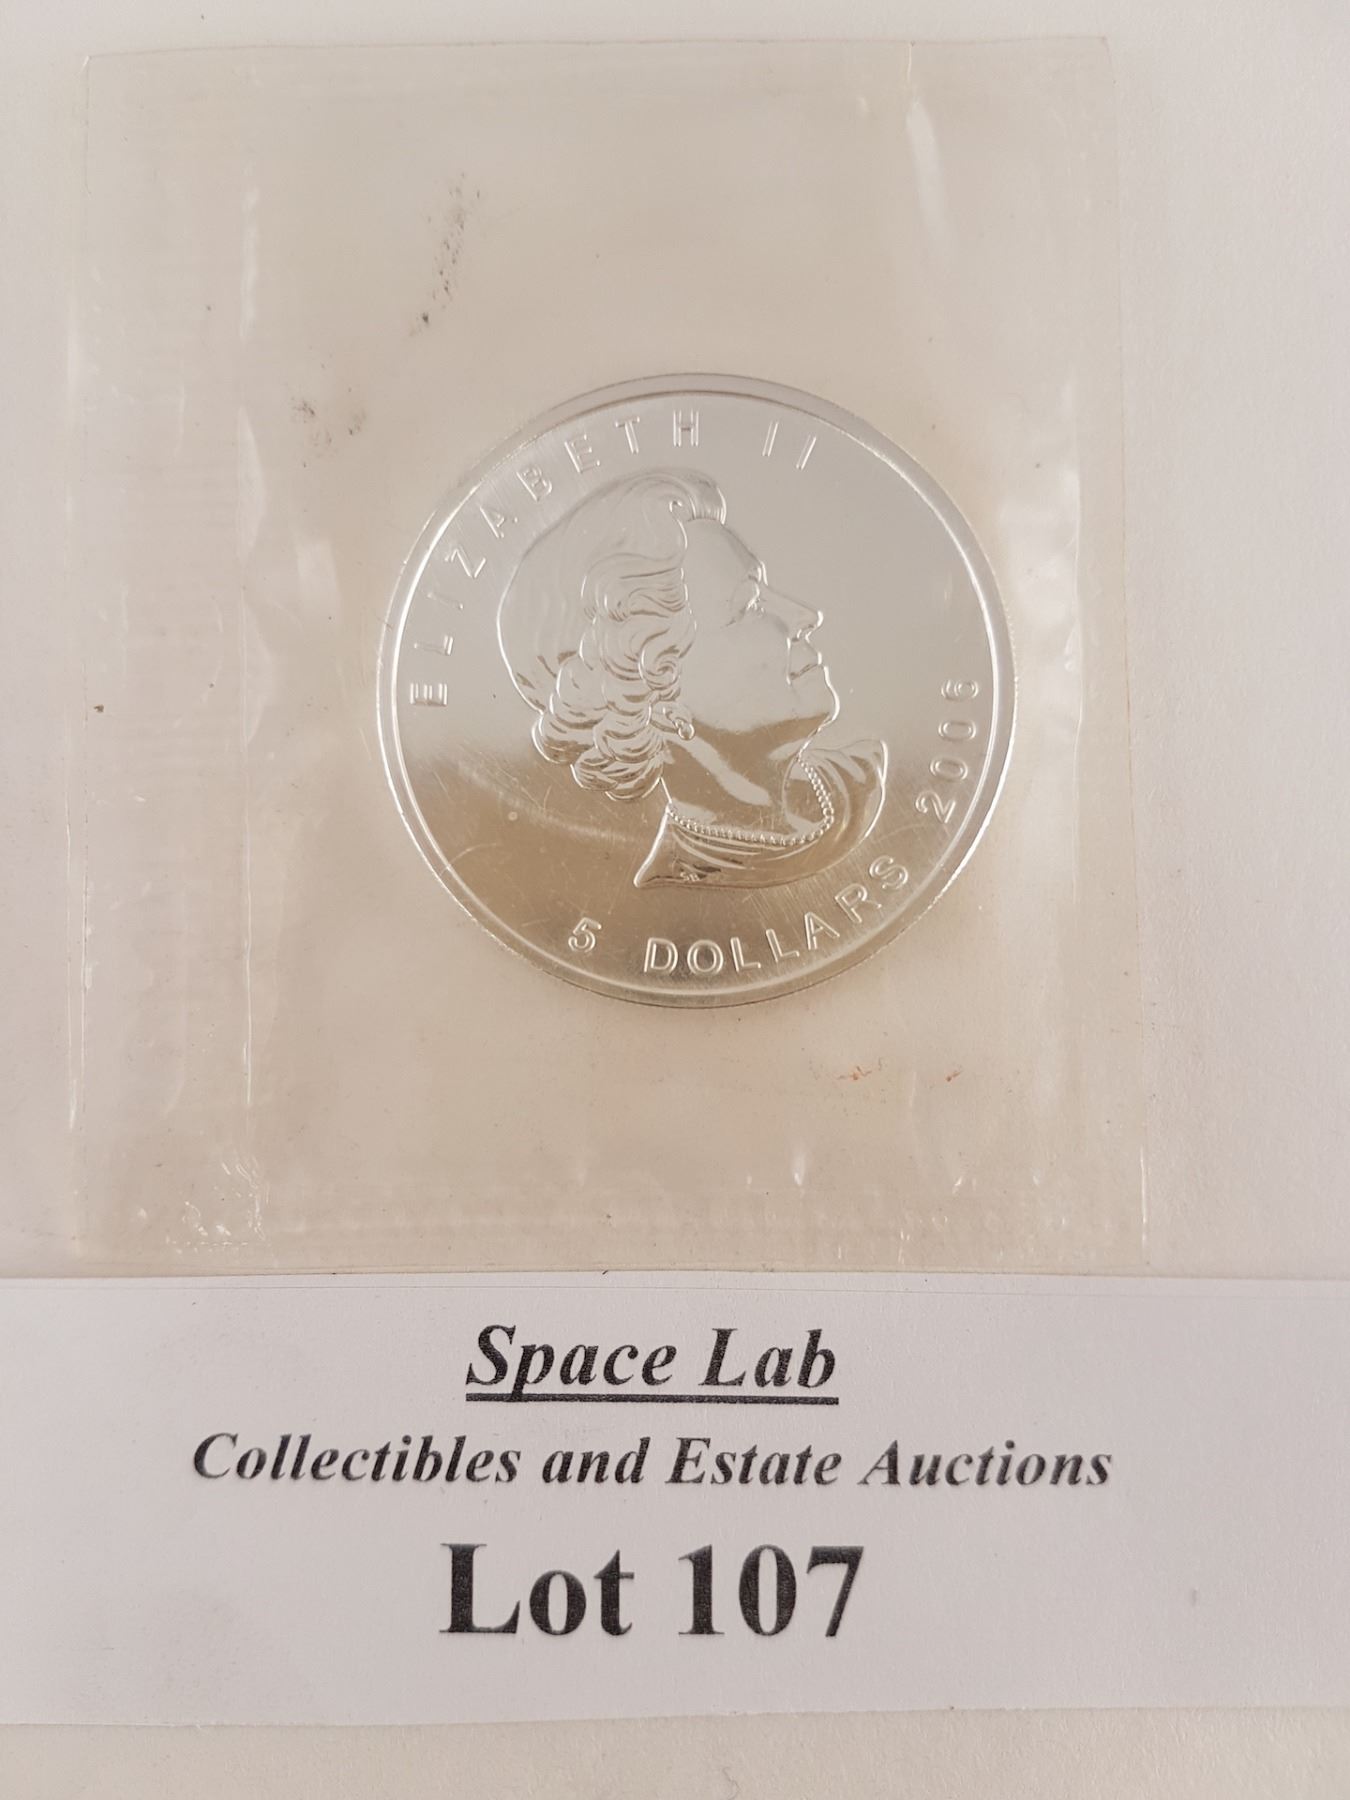 ELIZABETH II
5 DOLLARS 2006
Space Lab
Collectibles and Estate Auctions
Lot 107